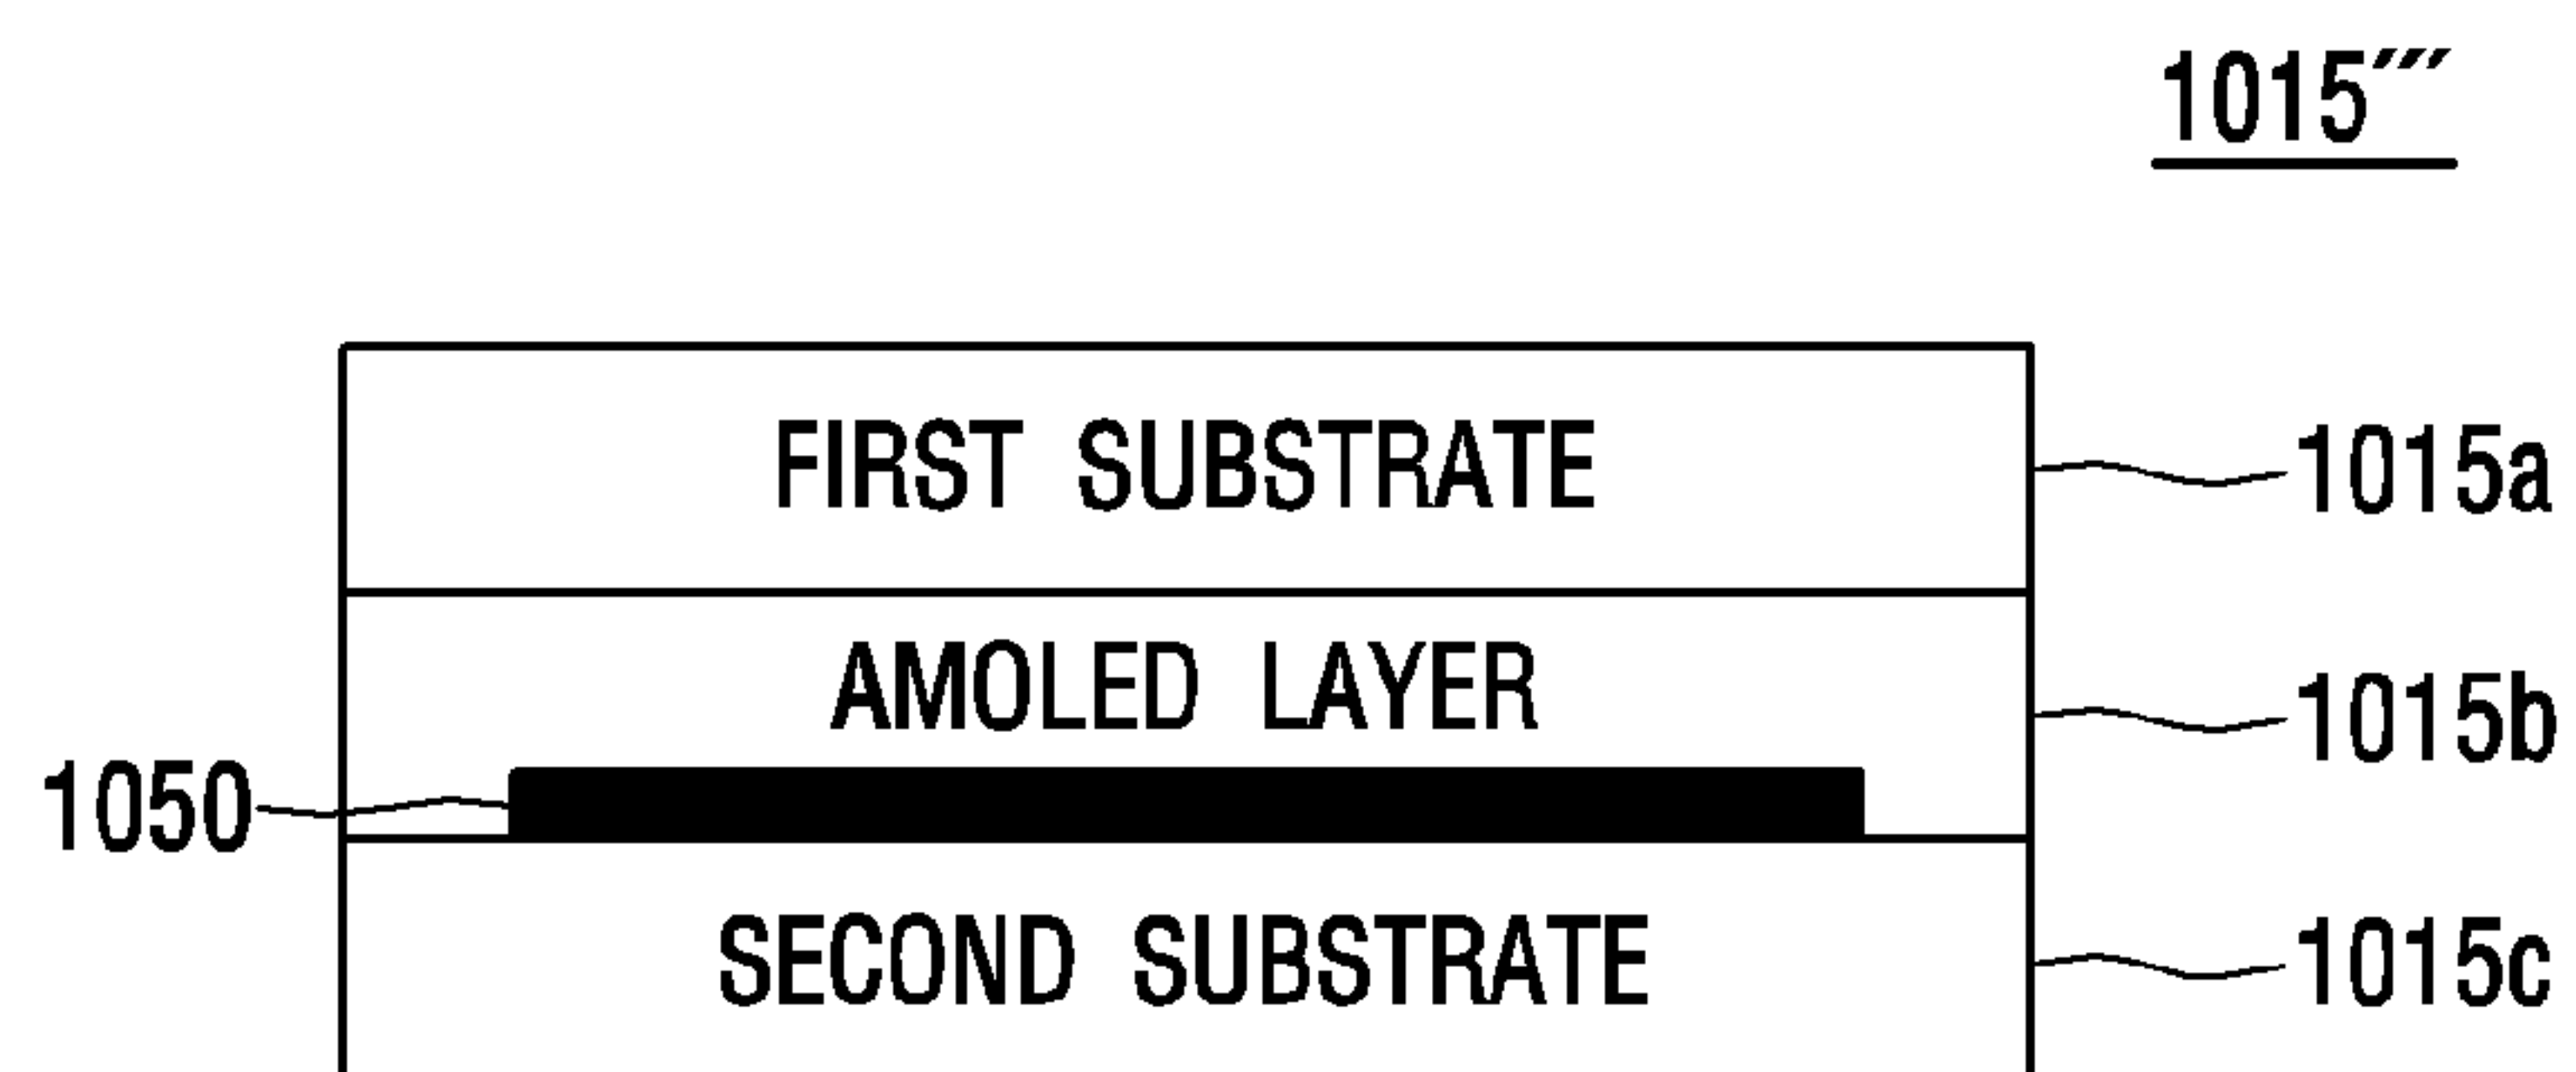 1015‴
FIRST SUBSTRATE
1015a
AMOLED LAYER
1015b
1050
SECOND SUBSTRATE
1015c